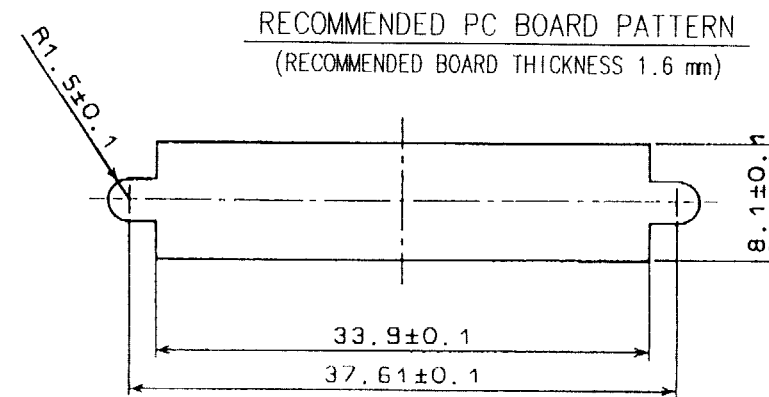 RECOMMENDED PC BOARD PATTERN
(RECOMMENDED BOARD THICKNESS 1.6 mm)
R1.5±0.1
8.1±0.1
33.9±0.1
37.61±0.1